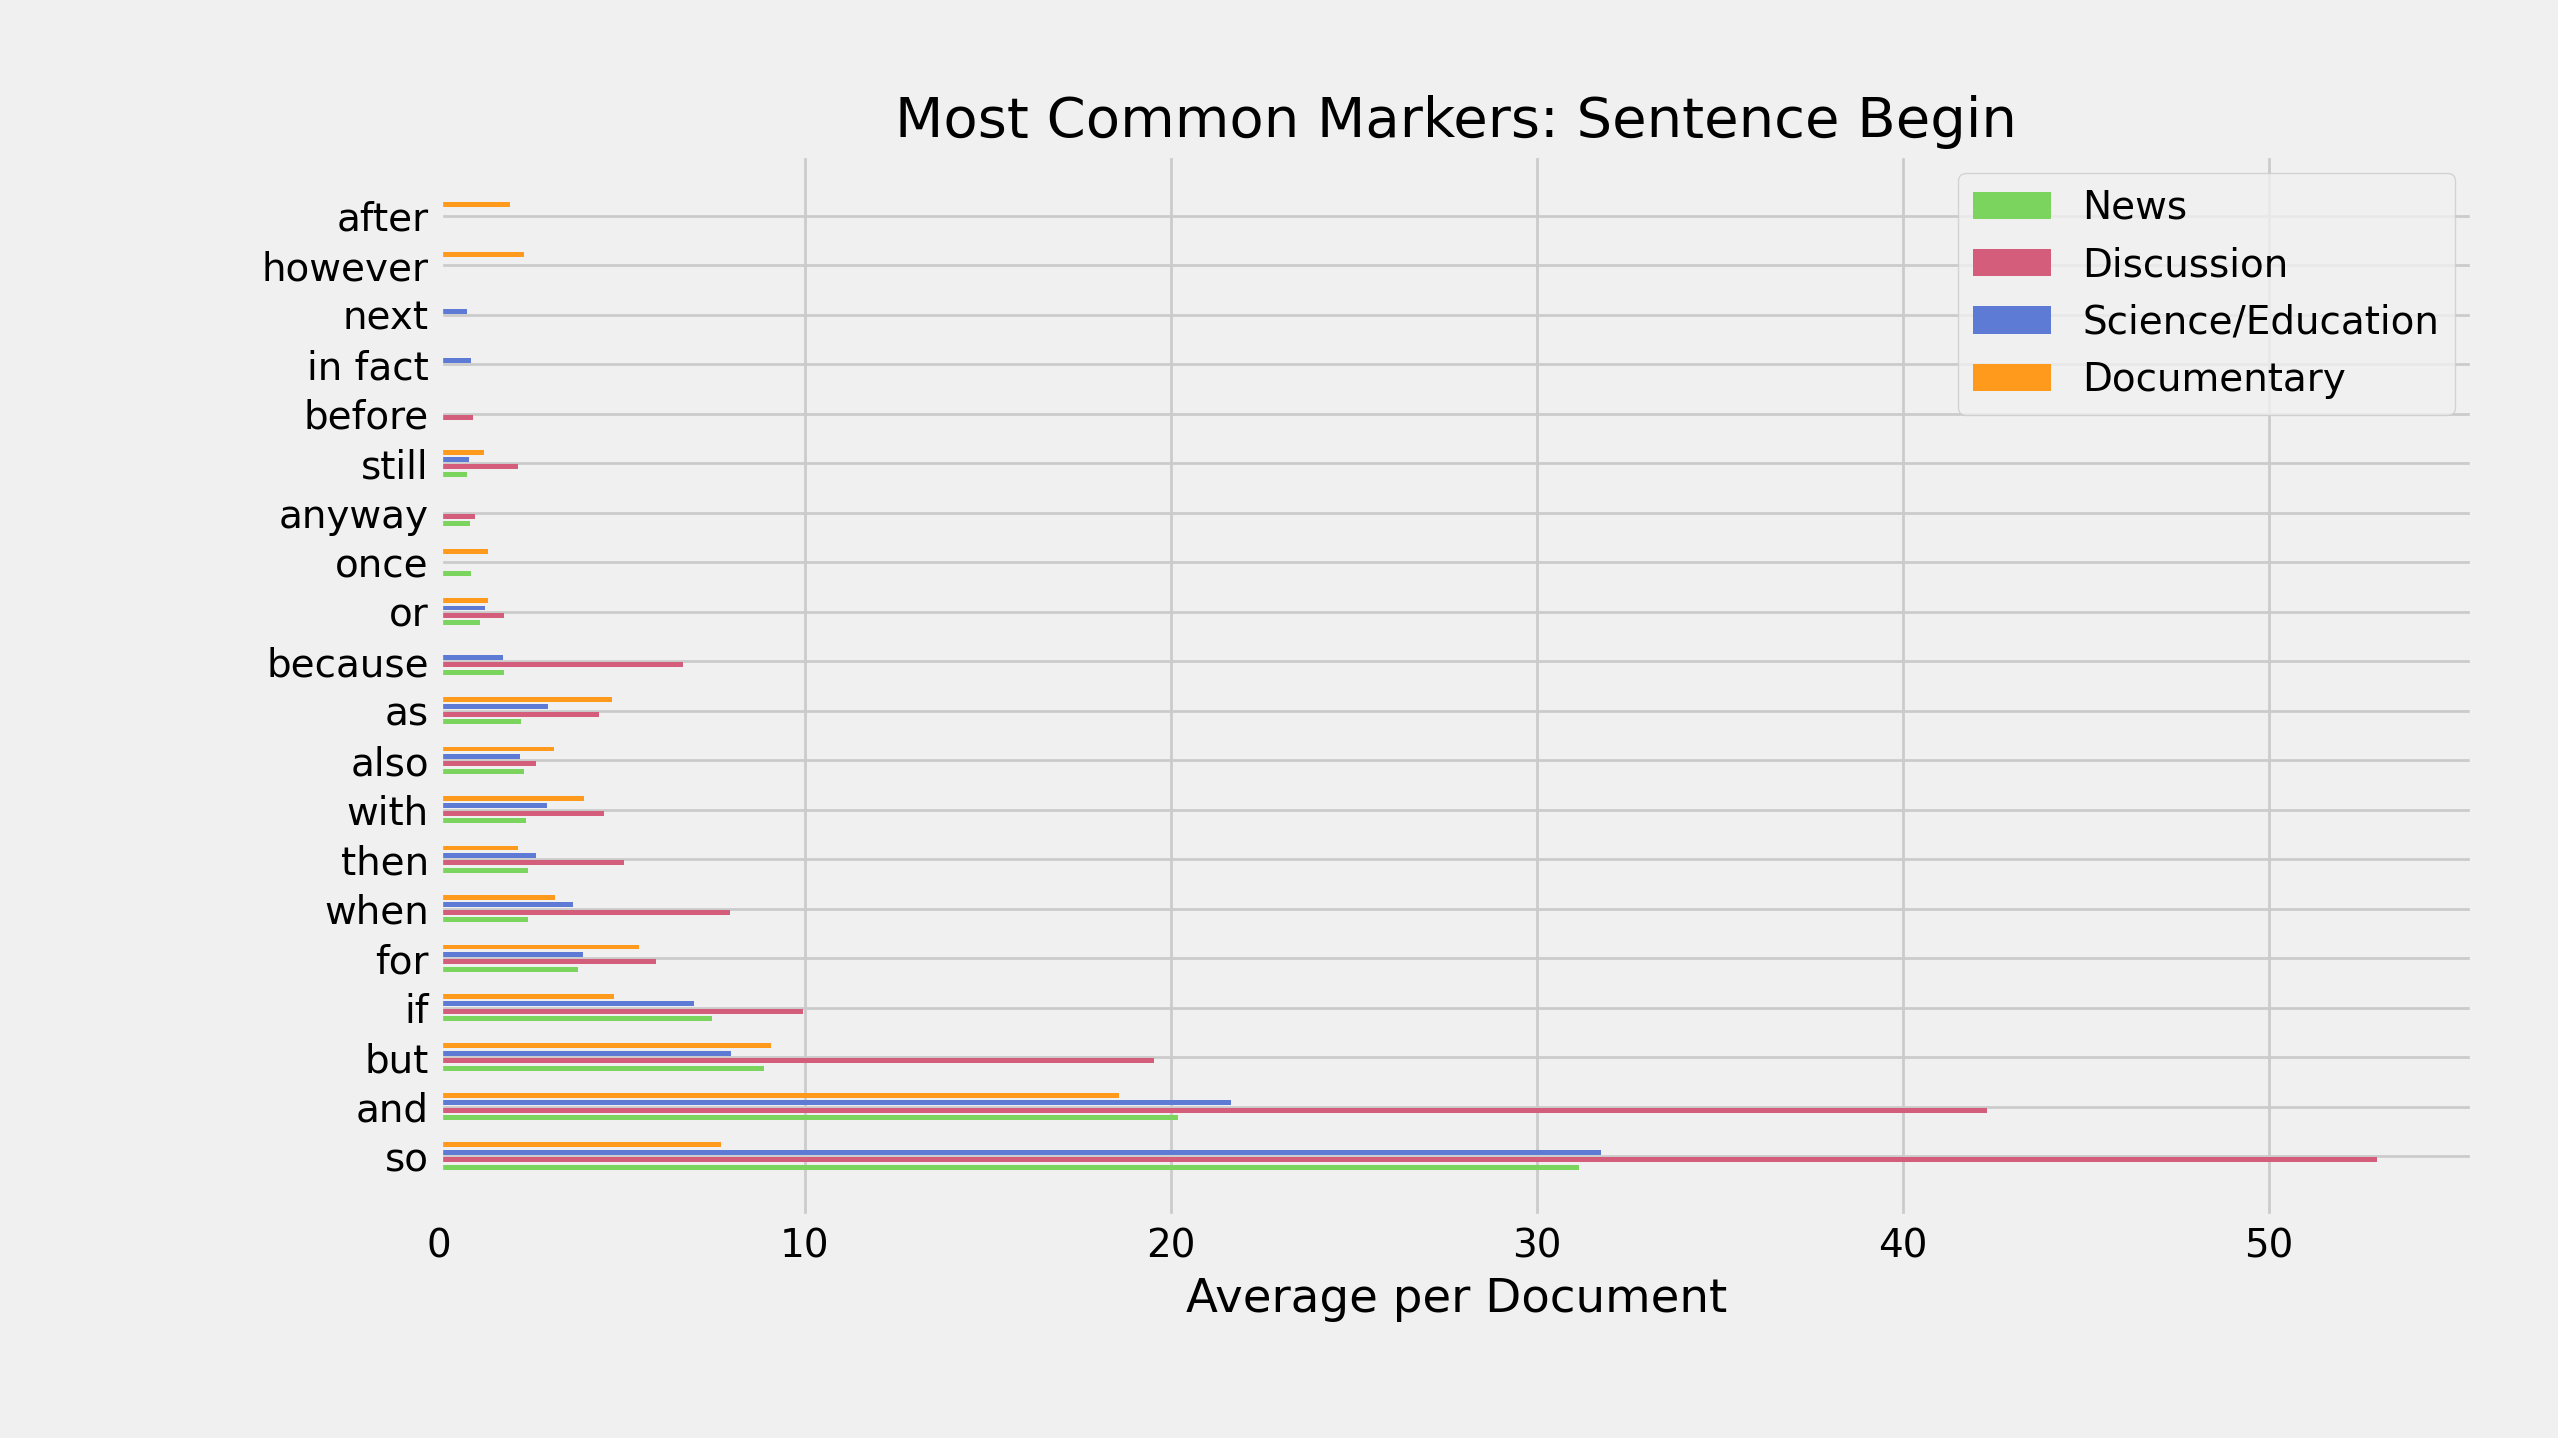 Most Common Markers: Sentence Begin
News
Discussion
Science/Education
Documentary
after
however
next
in fact
before
still
anyway
once
or
because
as
also
with
then
when
for
if
but
and
so
0 10 20 30 40 50
Average per Document